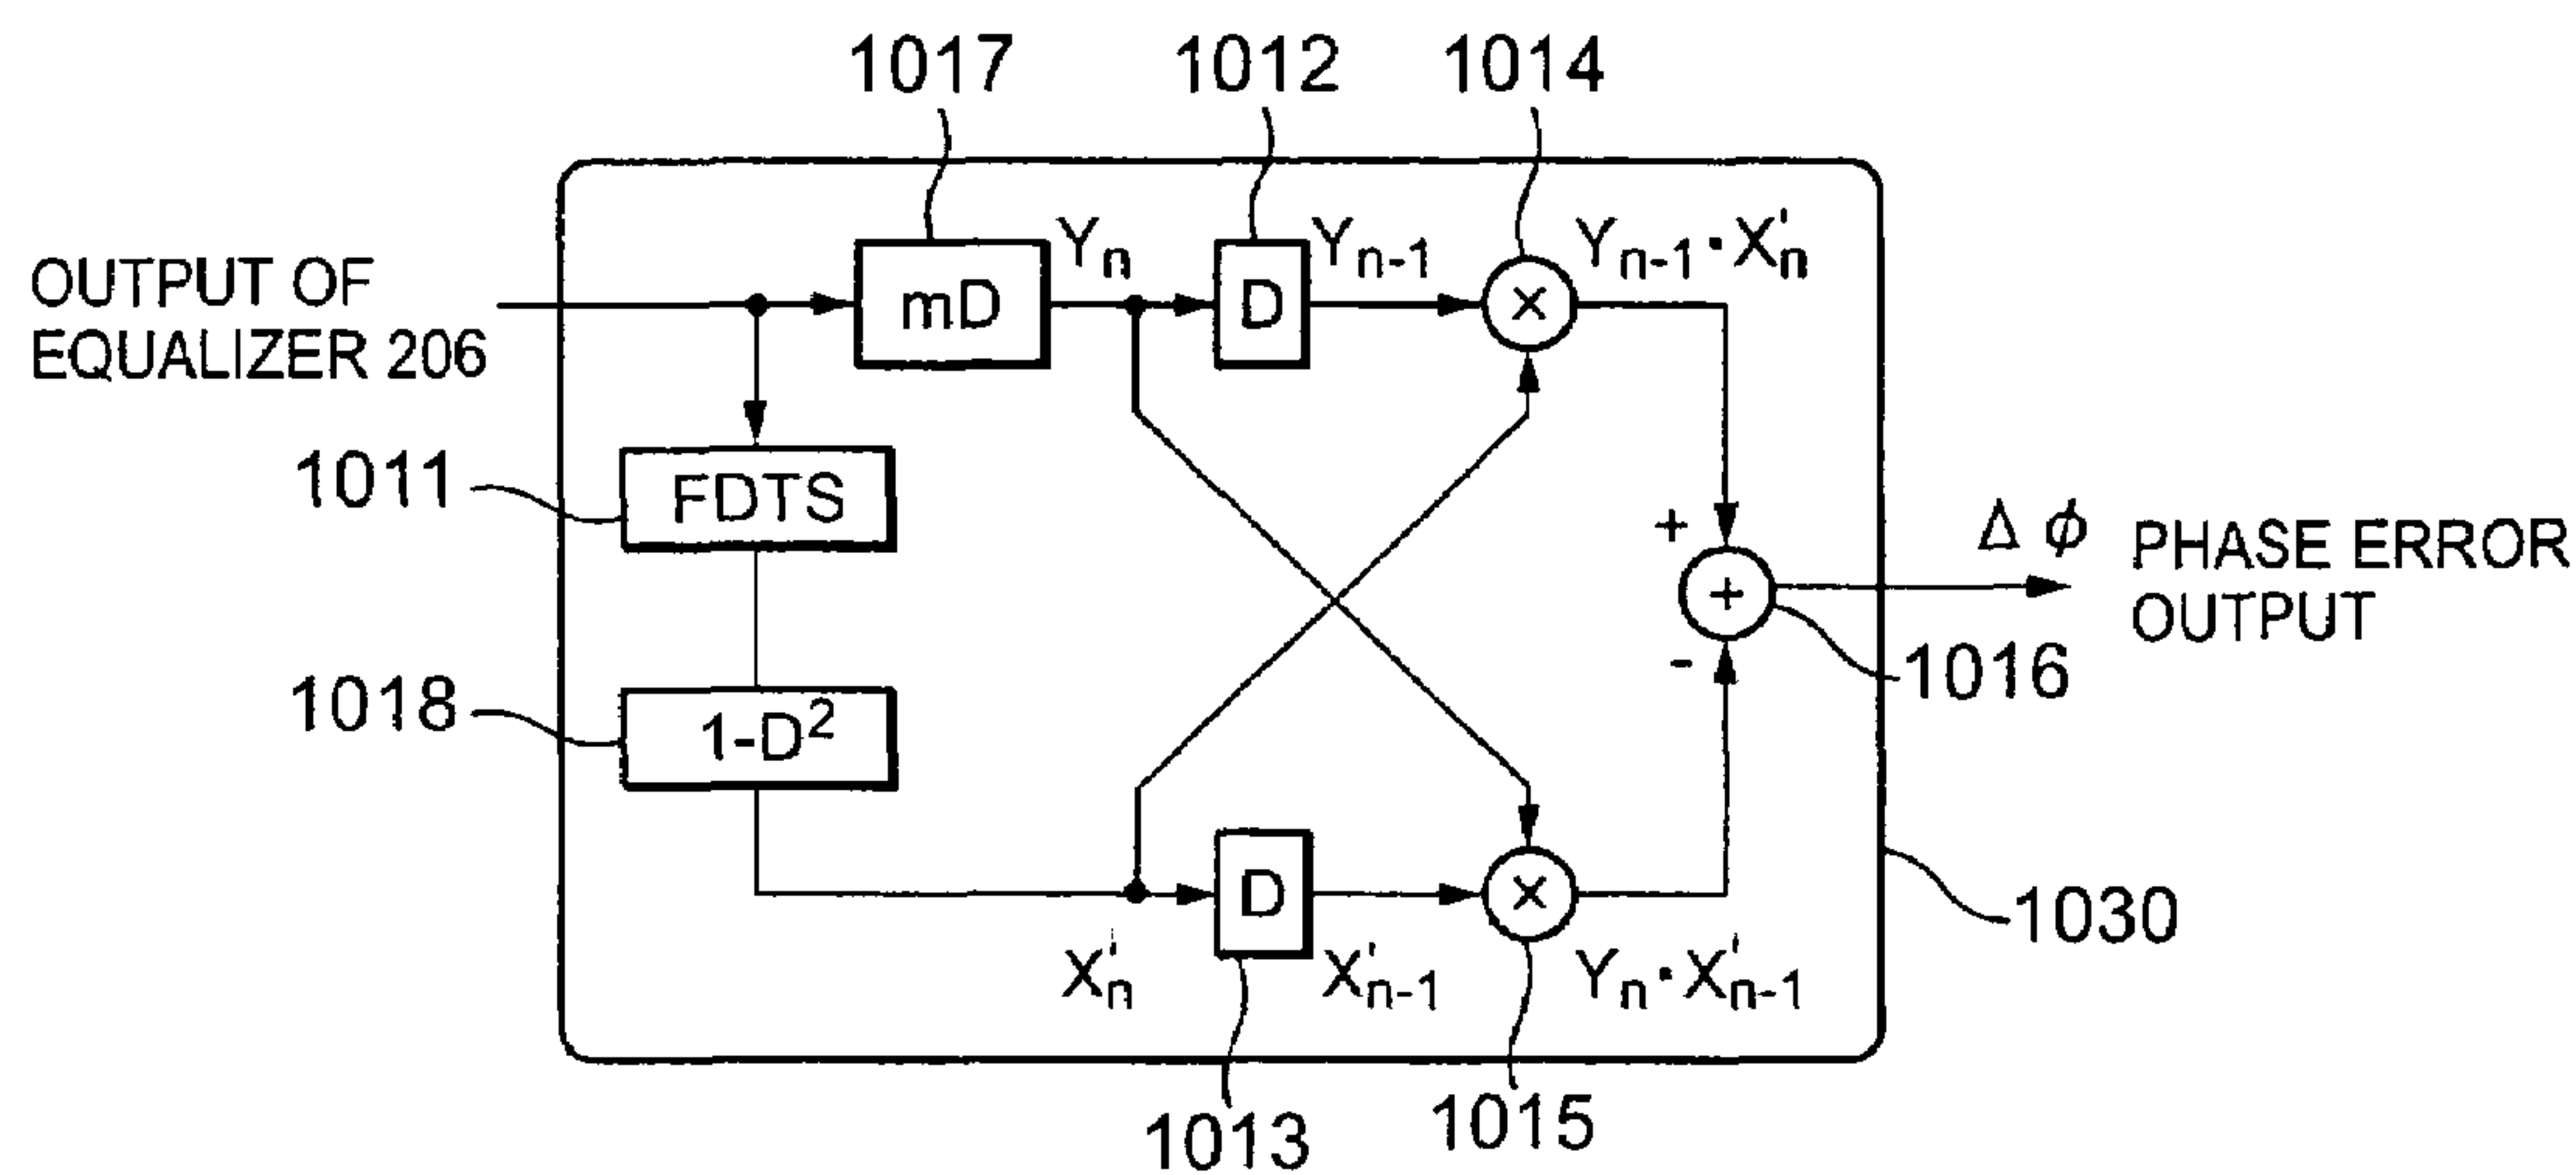 1017 1012 1014
OUTPUT OF
EQUALIZER 206
mD
Yₙ
D
Yₙ₋₁
×
Yₙ₋₁·X'ₙ
1011
FDTS
1018
1-D²
+
+
-
Δφ
PHASE ERROR
OUTPUT
1016
X'ₙ
D
X'ₙ₋₁
×
Yₙ·X'ₙ₋₁
1030
1013
1015